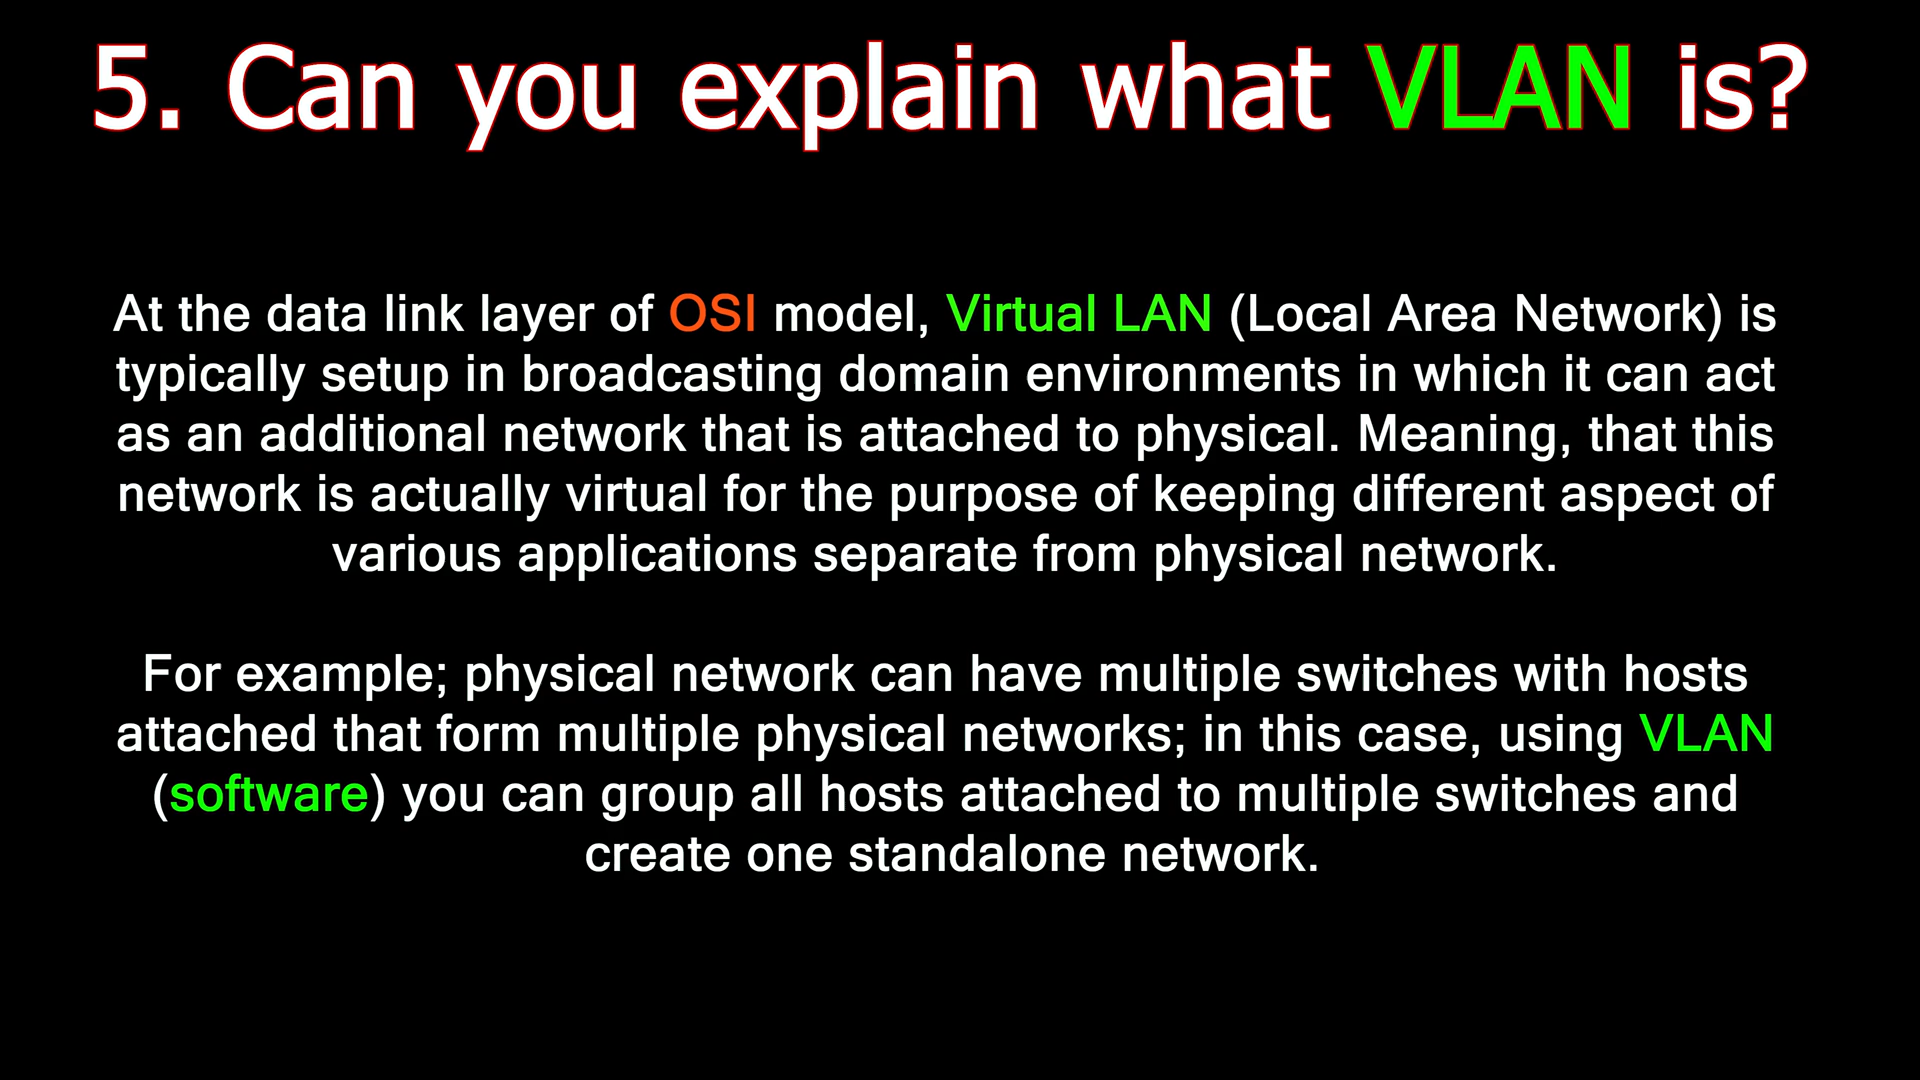 5. Can you explain what VLAN is?
At the data link layer of OSI model, Virtual LAN (Local Area Network) is
typically setup in broadcasting domain environments in which it can act
as an additional network that is attached to physical. Meaning, that this
network is actually virtual for the purpose of keeping different aspect of
various applications separate from physical network.
For example; physical network can have multiple switches with hosts
attached that form multiple physical networks; in this case, using VLAN
(software) you can group all hosts attached to multiple switches and
create one standalone network.